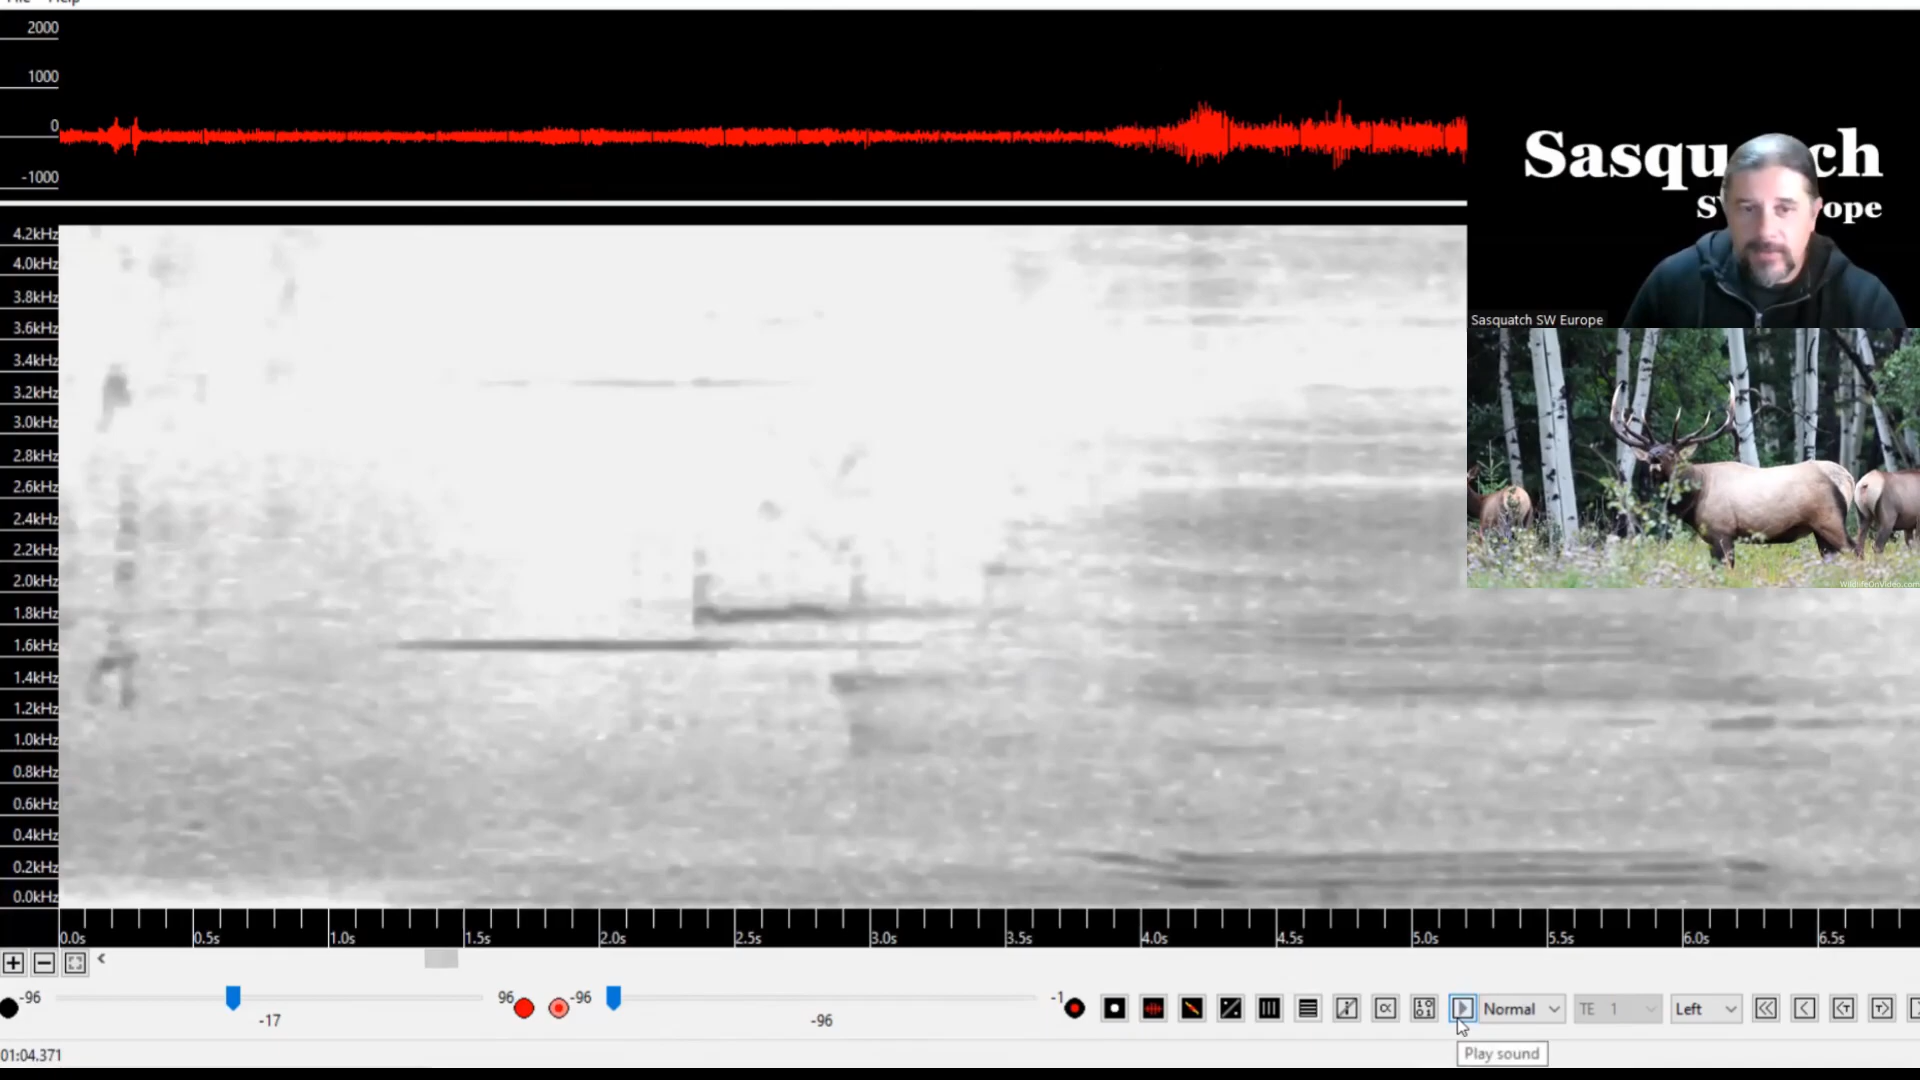 2000
1000
0
-1000
Sasqu ch
S ope
Sasquatch SW Europe
4.2kHz
4.0kHz
3.8kHz
3.6kHz
3.4kHz
3.2kHz
3.0kHz
2.8kHz
2.6kHz
2.4kHz
2.2kHz
2.0kHz
1.8kHz
1.6kHz
1.4kHz
1.2kHz
1.0kHz
0.8kHz
0.6kHz
0.4kHz
0.2kHz
0.0kHz
WildlifeOnVideo.com
0.0s 0.5s 1.0s 1.5s 2.0s 2.5s 3.0s 3.5s 4.0s 4.5s 5.0s 5.5s 6.0s 6.5s
-96 96 -96 -1
-17 -96
Normal TE 1 Left
01:04.371
Play sound